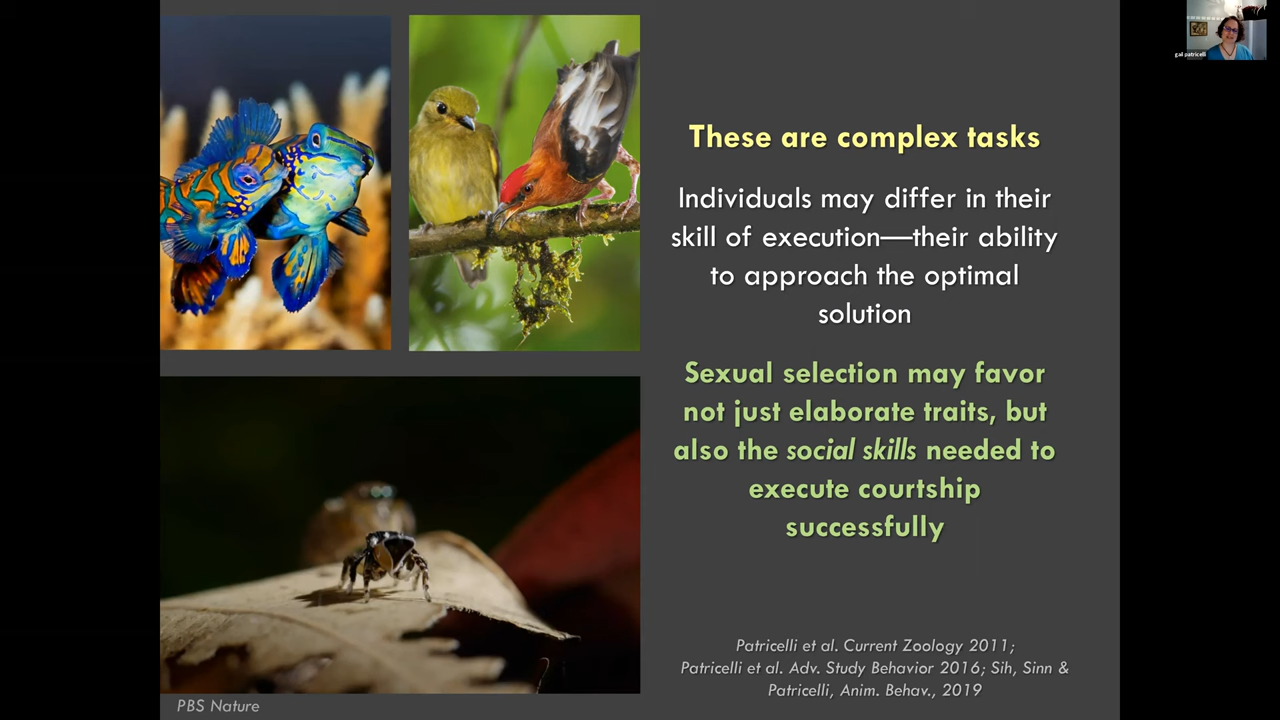 gail patricelli
These are complex tasks
Individuals may differ in their
skill of execution—their ability
to approach the optimal
solution
Sexual selection may favor
not just elaborate traits, but
also the social skills needed to
execute courtship
successfully
Patricelli et al. Current Zoology 2011;
Patricelli et al. Adv. Study Behavior 2016; Sih, Sinn &
Patricelli, Anim. Behav., 2019
PBS Nature